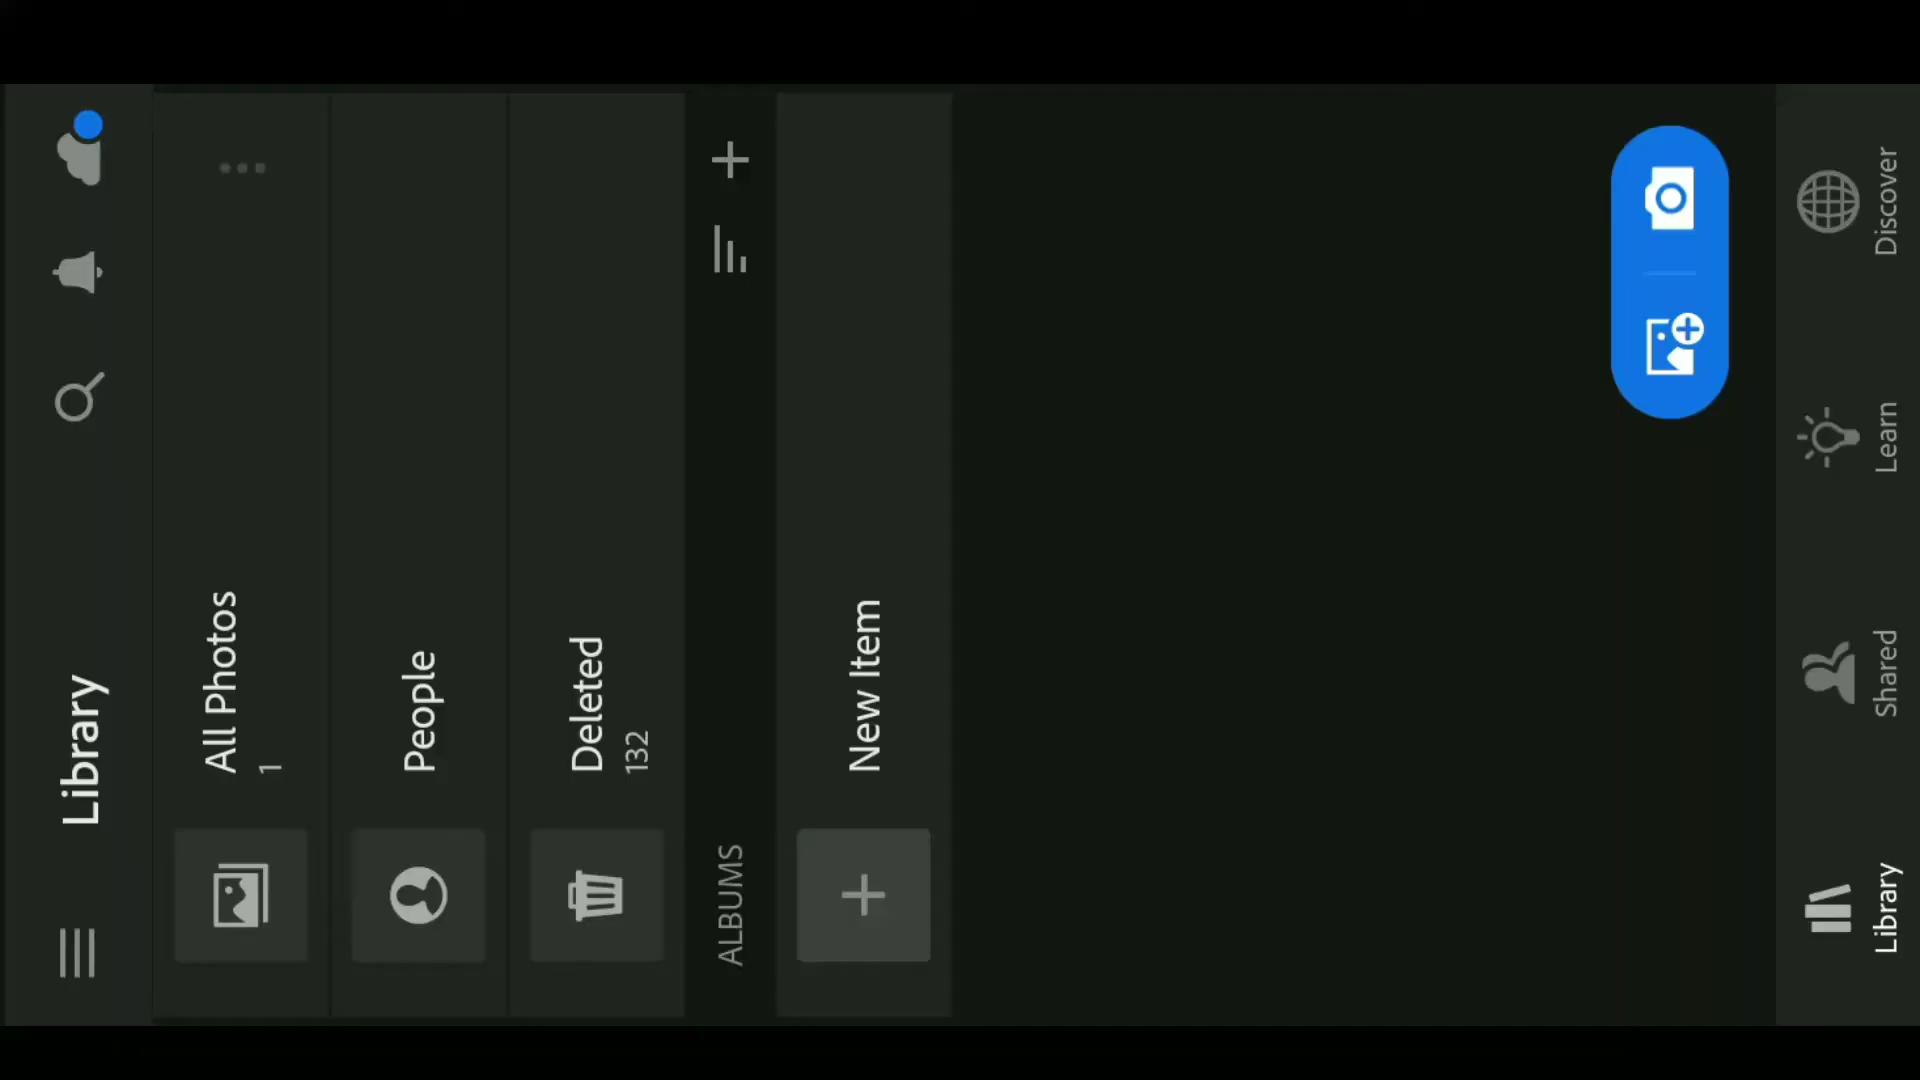 Library
All Photos
1
People
Deleted
132
ALBUMS
New Item
Library
Shared
Learn
Discover